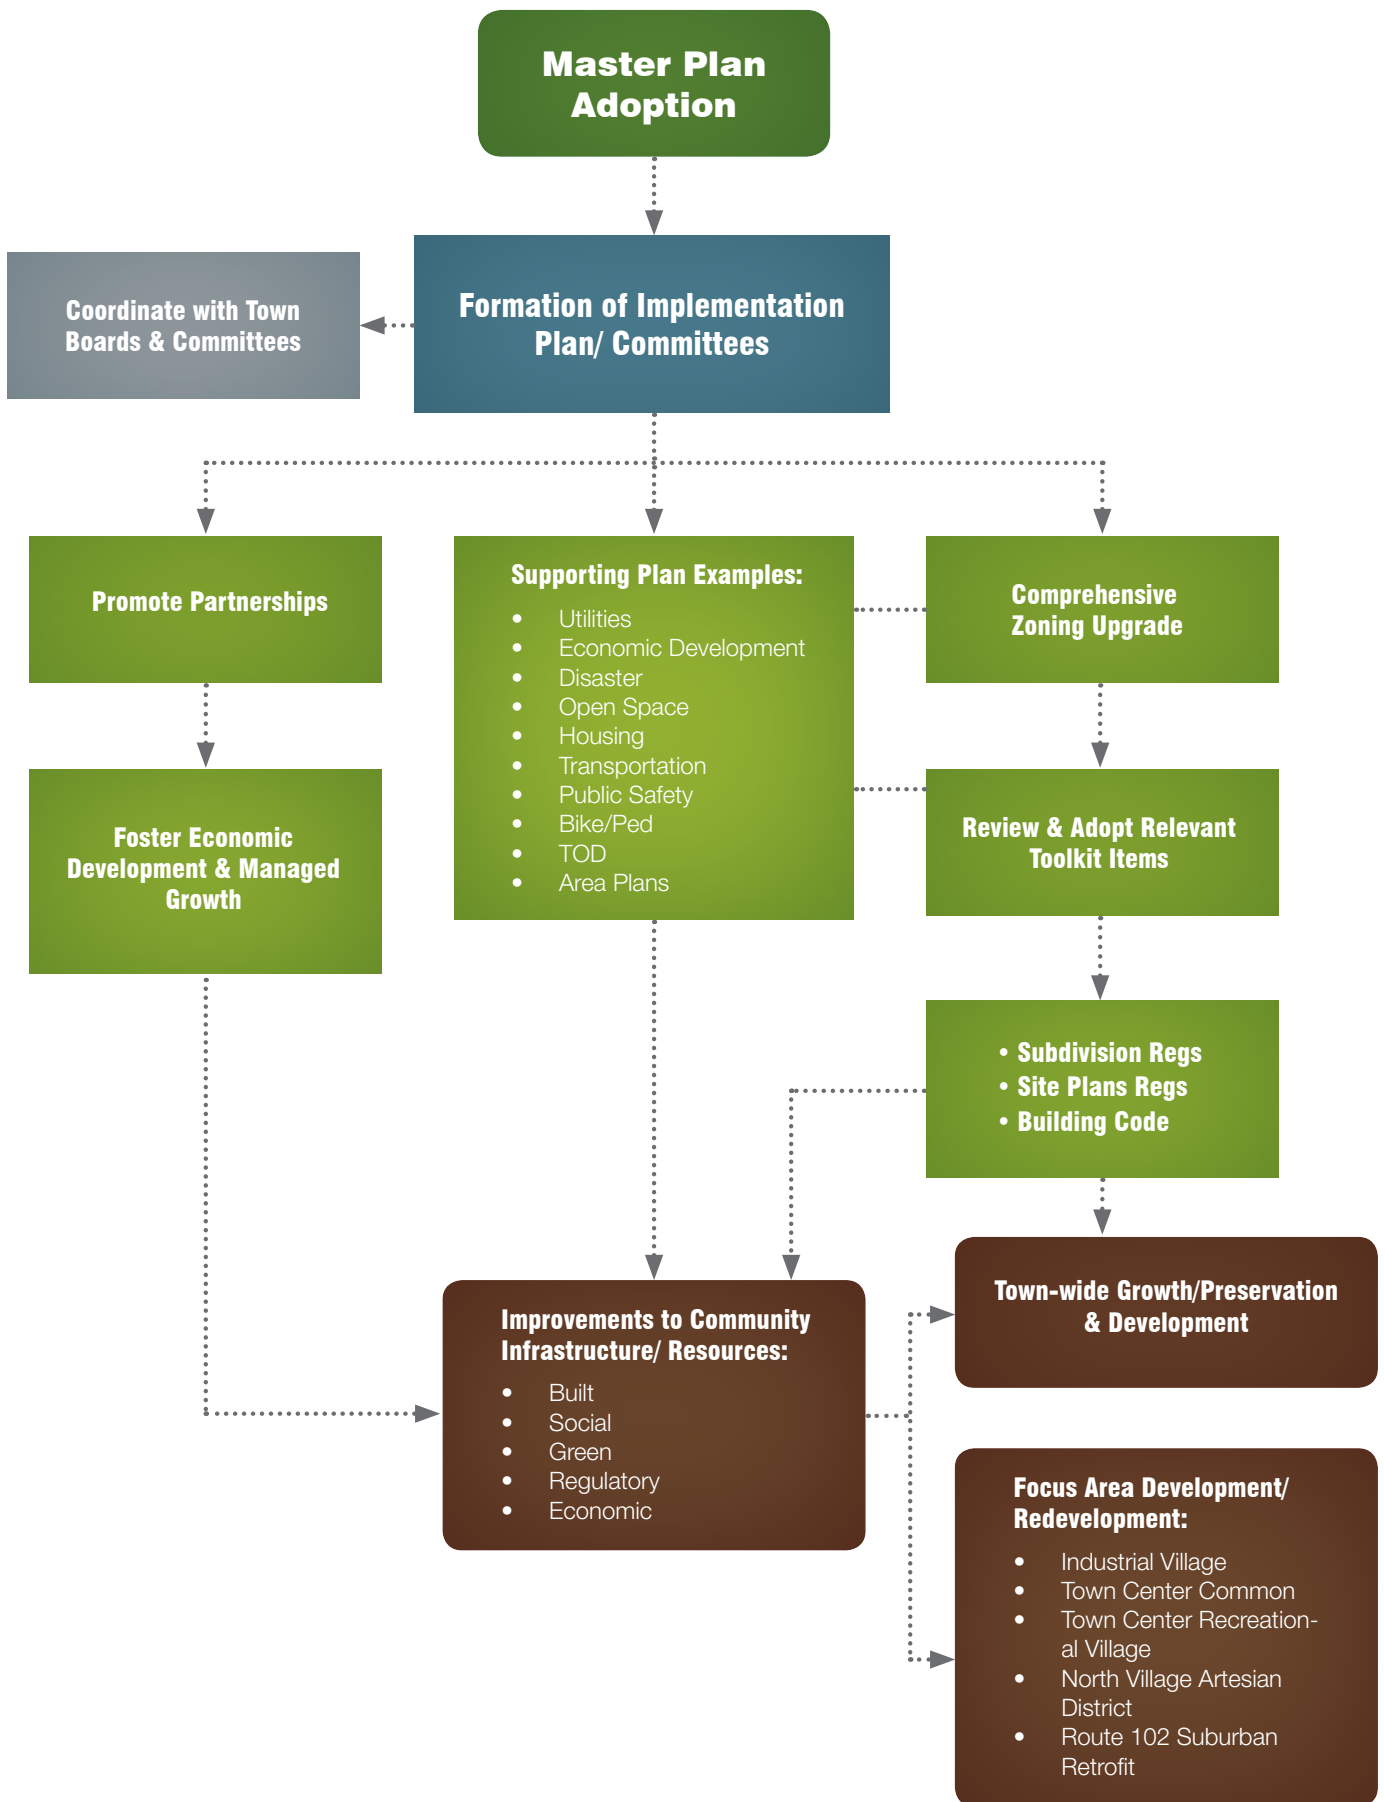 Master Plan
Adoption
Coordinate with Town
Boards & Committees
Formation of Implementation
Plan/ Committees
Promote Partnerships
Supporting Plan Examples:
• Utilities
• Economic Development
• Disaster
• Open Space
• Housing
• Transportation
• Public Safety
• Bike/Ped
• TOD
• Area Plans
Comprehensive
Zoning Upgrade
Foster Economic
Development & Managed
Growth
Review & Adopt Relevant
Toolkit Items
• Subdivision Regs
• Site Plans Regs
• Building Code
Improvements to Community
Infrastructure/ Resources:
• Built
• Social
• Green
• Regulatory
• Economic
Town-wide Growth/Preservation
& Development
Focus Area Development/
Redevelopment:
• Industrial Village
• Town Center Common
• Town Center Recreation-
al Village
• North Village Artesian
District
• Route 102 Suburban
Retrofit